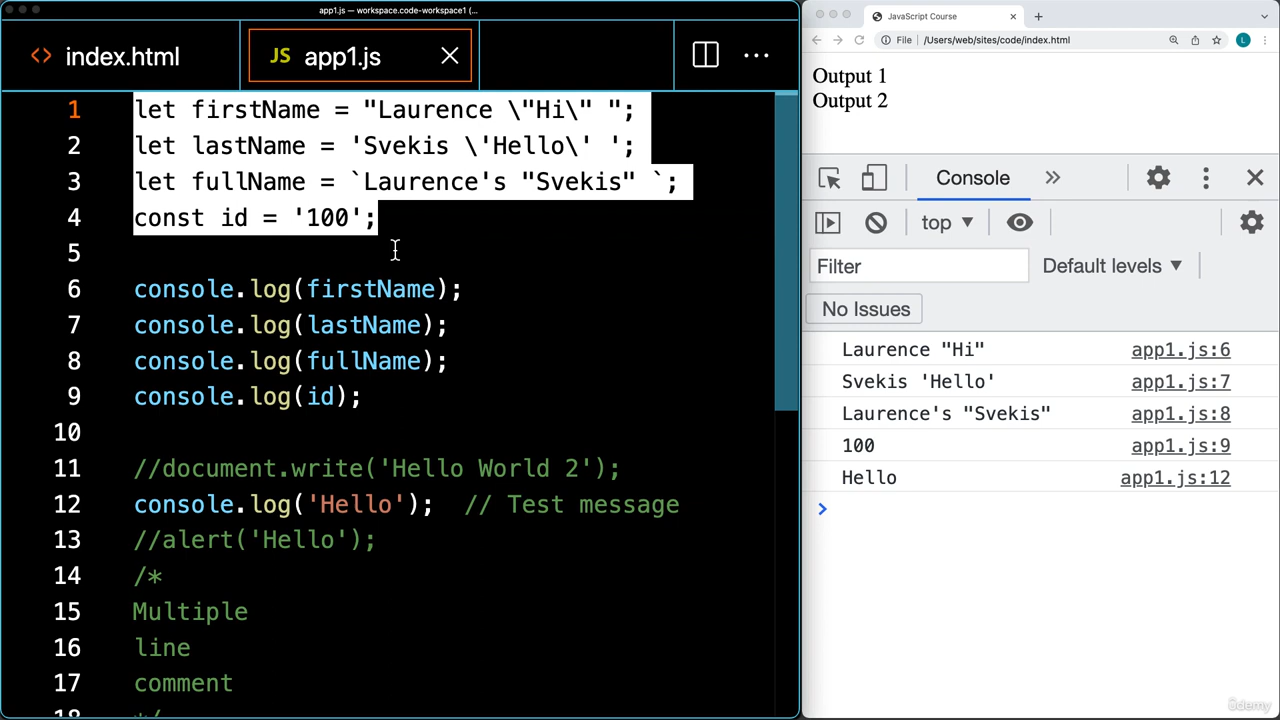 app1.js — workspace.code-workspace1 (...
index.html
JS app1.js
1 let firstName = "Laurence \"Hi\" ";
2 let lastName = 'Svekis \'Hello\' ';
3 let fullName = `Laurence's "Svekis" `;
4 const id = '100';
5
6 console.log(firstName);
7 console.log(lastName);
8 console.log(fullName);
9 console.log(id);
10
11 //document.write('Hello World 2');
12 console.log('Hello');  // Test message
13 //alert('Hello');
14 /*
15 Multiple
16 line
17 comment
18 */
JavaScript Course
File /Users/web/sites/code/index.html
L
Output 1
Output 2
Console
top
Filter
Default levels
No Issues
Laurence "Hi" app1.js:6
Svekis 'Hello' app1.js:7
Laurence's "Svekis" app1.js:8
100 app1.js:9
Hello app1.js:12
udemy